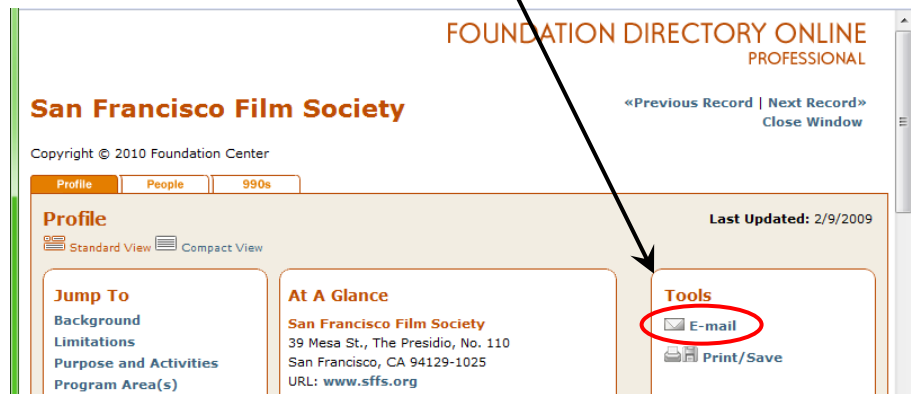 FOUNDATION DIRECTORY ONLINE
PROFESSIONAL
San Francisco Film Society
«Previous Record | Next Record»
Close Window
Copyright © 2010 Foundation Center
Profile People 990s
Profile
Last Updated: 2/9/2009
Standard View Compact View
Jump To
Background
Limitations
Purpose and Activities
Program Area(s)
At A Glance
San Francisco Film Society
39 Mesa St., The Presidio, No. 110
San Francisco, CA 94129-1025
URL: www.sffs.org
Tools
E-mail
Print/Save